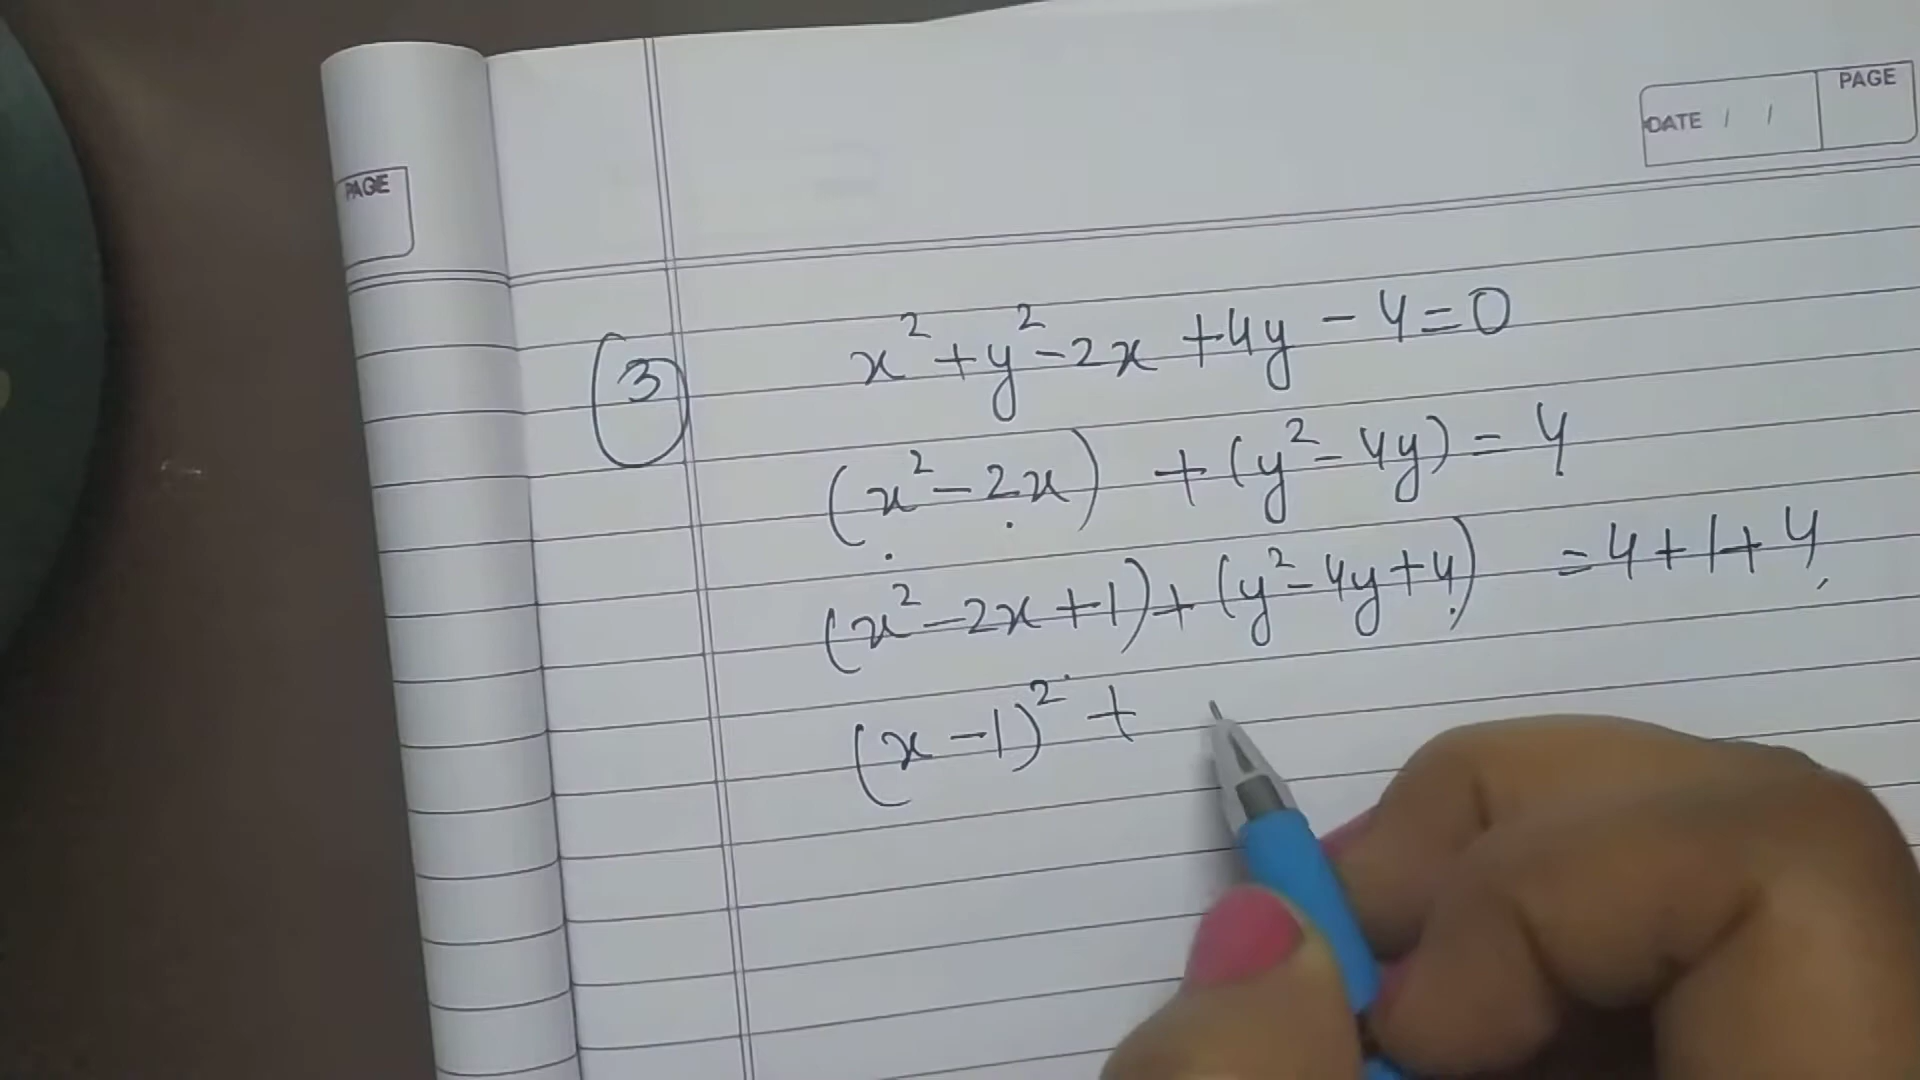 PAGE
DATE / / PAGE
③ x² + y² - 2x + 4y - 4 = 0
(x² - 2x) + (y² - 4y) = 4
(x² - 2x + 1) + (y² - 4y + 4) = 4 + 1 + 4
(x - 1)² +